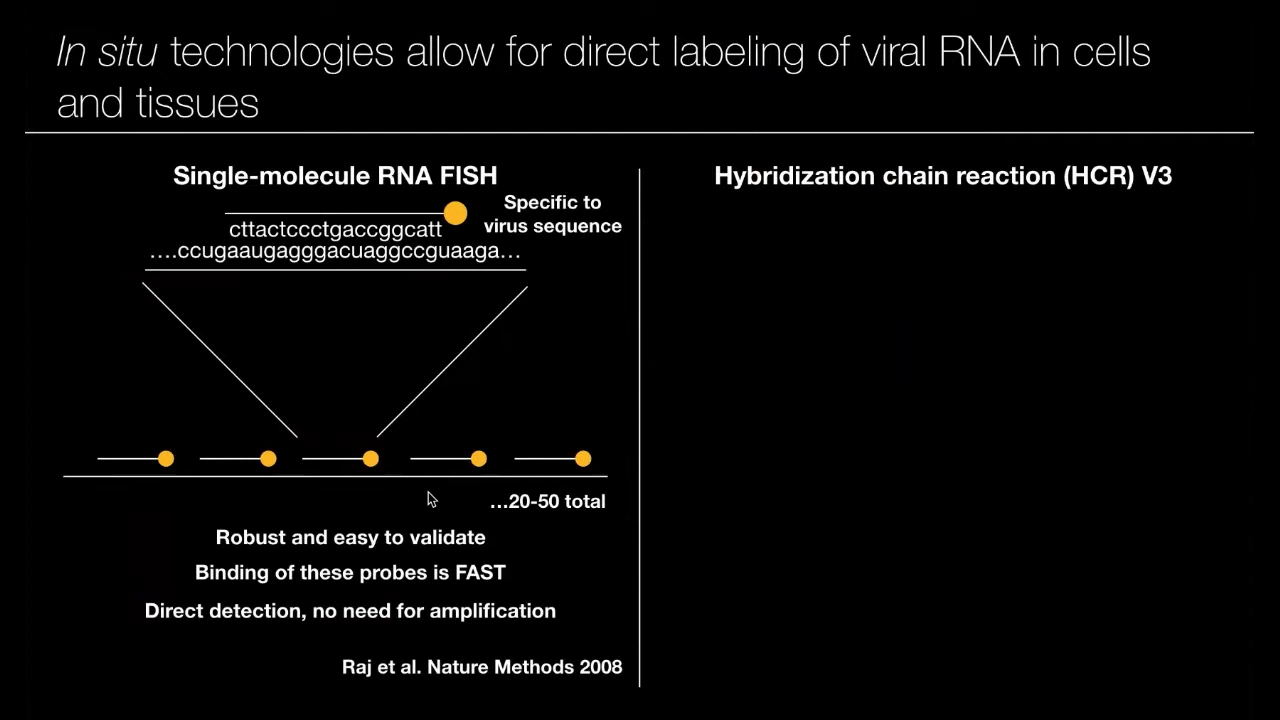 In situ technologies allow for direct labeling of viral RNA in cells
and tissues
Single-molecule RNA FISH
Specific to
virus sequence
cttactccctgaccggcatt
....ccugaaugagggacuaggccguaaga...
...20-50 total
Robust and easy to validate
Binding of these probes is FAST
Direct detection, no need for amplification
Raj et al. Nature Methods 2008
Hybridization chain reaction (HCR) V3